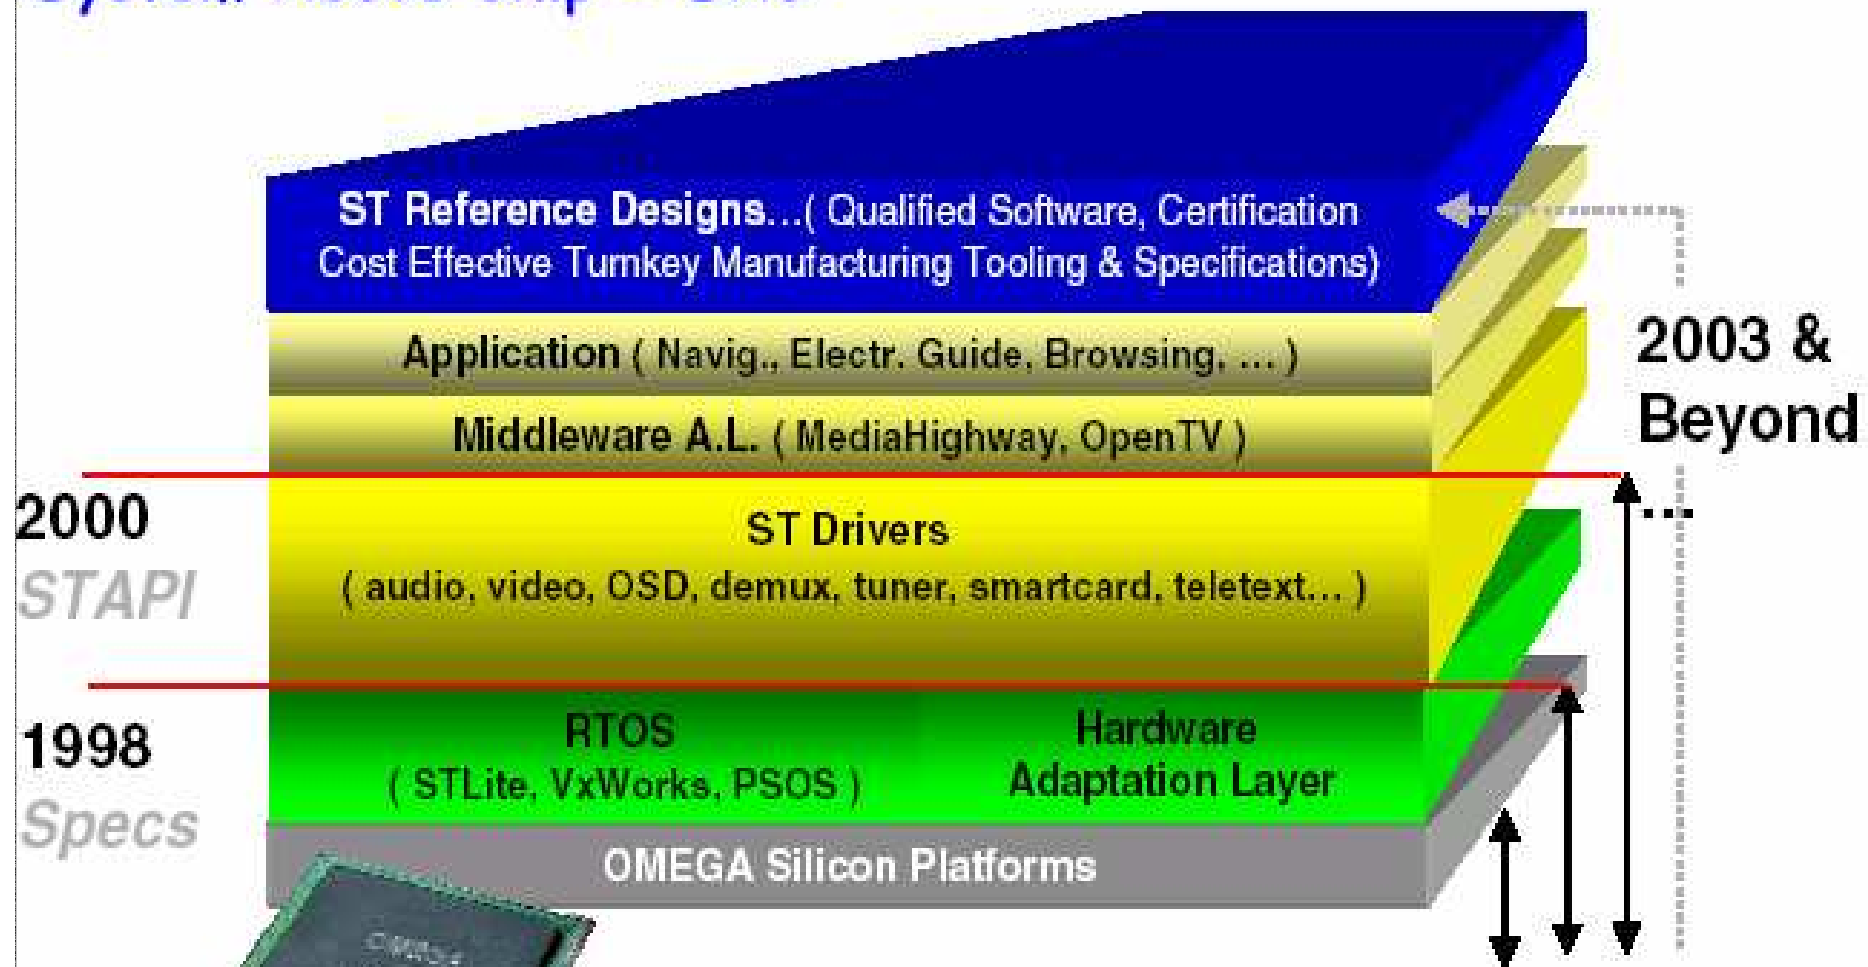 ST Reference Designs...( Qualified Software, Certification
Cost Effective Turnkey Manufacturing Tooling & Specifications)
Application ( Navig., Electr. Guide, Browsing, ... )
Middleware A.L. ( MediaHighway, OpenTV )
2003 &
Beyond
...
2000
STAPI
ST Drivers
( audio, video, OSD, demux, tuner, smartcard, teletext... )
1998
Specs
RTOS
( STLite, VxWorks, PSOS )
Hardware
Adaptation Layer
OMEGA Silicon Platforms